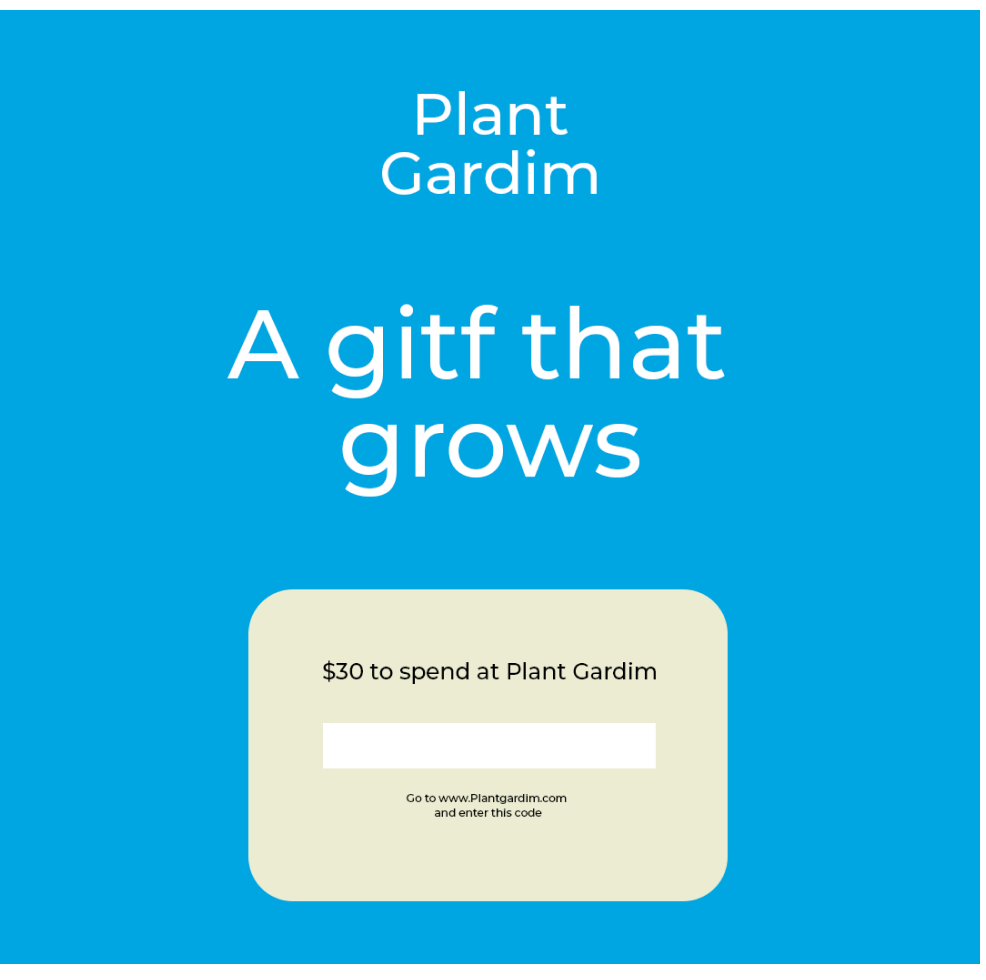 Plant
Gardim
A gitf that
grows
$30 to spend at Plant Gardim
Go to www.Plantgardim.com
and enter this code